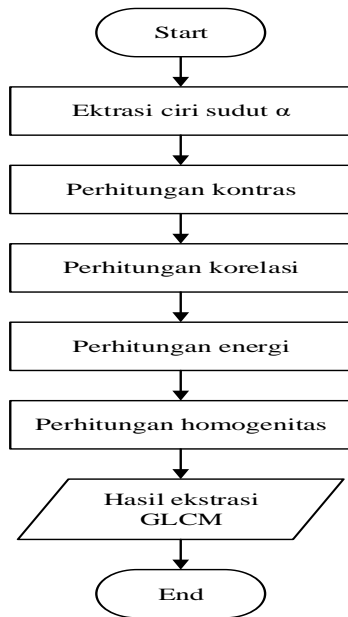 Start
Ektrasi ciri sudut α
Perhitungan kontras
Perhitungan korelasi
Perhitungan energi
Perhitungan homogenitas
Hasil ekstrasi
GLCM
End